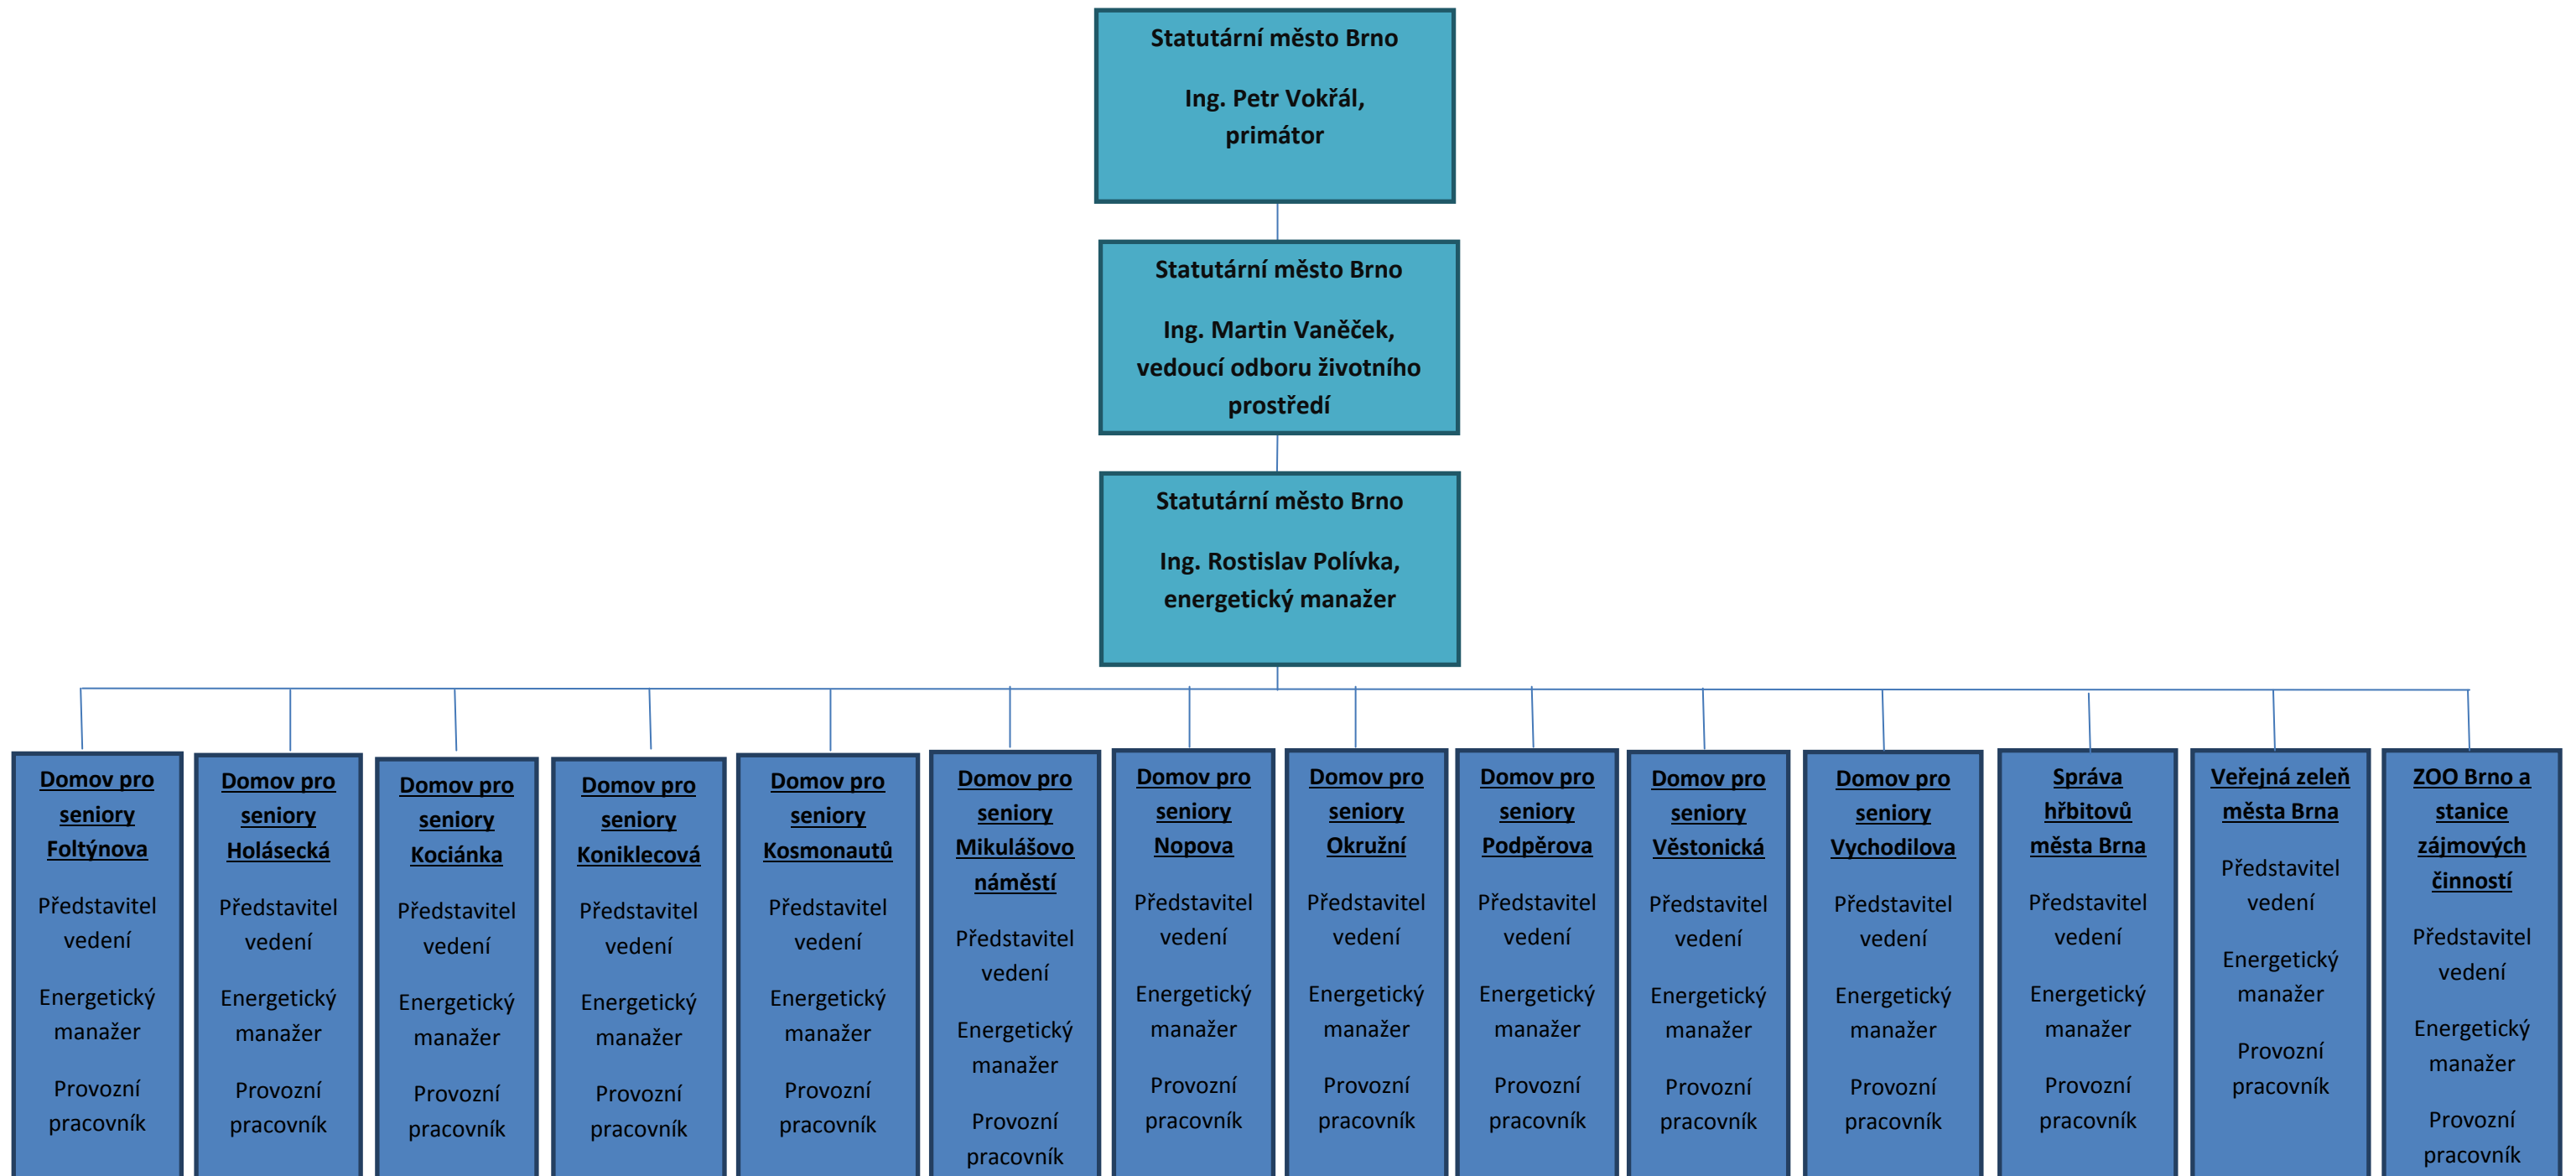 Statutární město Brno
Ing. Petr Vokřál,
primátor
Statutární město Brno
Ing. Martin Vaněček,
vedoucí odboru životního
prostředí
Statutární město Brno
Ing. Rostislav Polívka,
energetický manažer
Domov pro
seniory
Foltýnova
Představitel
vedení
Energetický
manažer
Provozní
pracovník
Domov pro
seniory
Holásecká
Představitel
vedení
Energetický
manažer
Provozní
pracovník
Domov pro
seniory
Kociánka
Představitel
vedení
Energetický
manažer
Provozní
pracovník
Domov pro
seniory
Koniklecová
Představitel
vedení
Energetický
manažer
Provozní
pracovník
Domov pro
seniory
Kosmonautů
Představitel
vedení
Energetický
manažer
Provozní
pracovník
Domov pro
seniory
Mikulášovo
náměstí
Představitel
vedení
Energetický
manažer
Provozní
pracovník
Domov pro
seniory
Nopova
Představitel
vedení
Energetický
manažer
Provozní
pracovník
Domov pro
seniory
Okružní
Představitel
vedení
Energetický
manažer
Provozní
pracovník
Domov pro
seniory
Podpěrova
Představitel
vedení
Energetický
manažer
Provozní
pracovník
Domov pro
seniory
Věstonická
Představitel
vedení
Energetický
manažer
Provozní
pracovník
Domov pro
seniory
Vychodilova
Představitel
vedení
Energetický
manažer
Provozní
pracovník
Správa
hřbitovů
města Brna
Představitel
vedení
Energetický
manažer
Provozní
pracovník
Veřejná zeleň
města Brna
Představitel
vedení
Energetický
manažer
Provozní
pracovník
ZOO Brno a
stanice
zájmových
činností
Představitel
vedení
Energetický
manažer
Provozní
pracovník